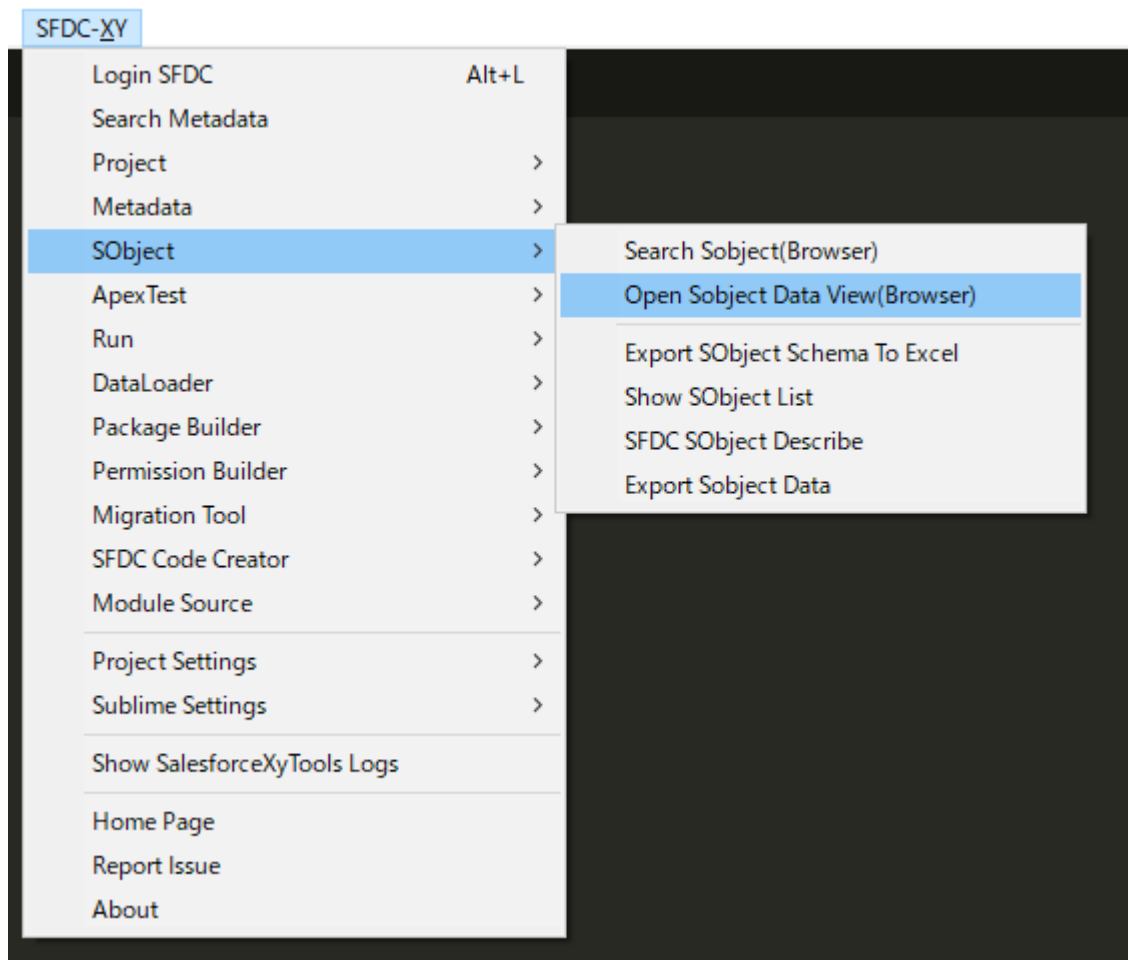 SFDC-XY
Login SFDC Alt+L
Search Metadata
Project
Metadata
SObject
ApexTest
Run
DataLoader
Package Builder
Permission Builder
Migration Tool
SFDC Code Creator
Module Source
Project Settings
Sublime Settings
Show SalesforceXyTools Logs
Home Page
Report Issue
About
Search Sobject(Browser)
Open Sobject Data View(Browser)
Export SObject Schema To Excel
Show SObject List
SFDC SObject Describe
Export Sobject Data